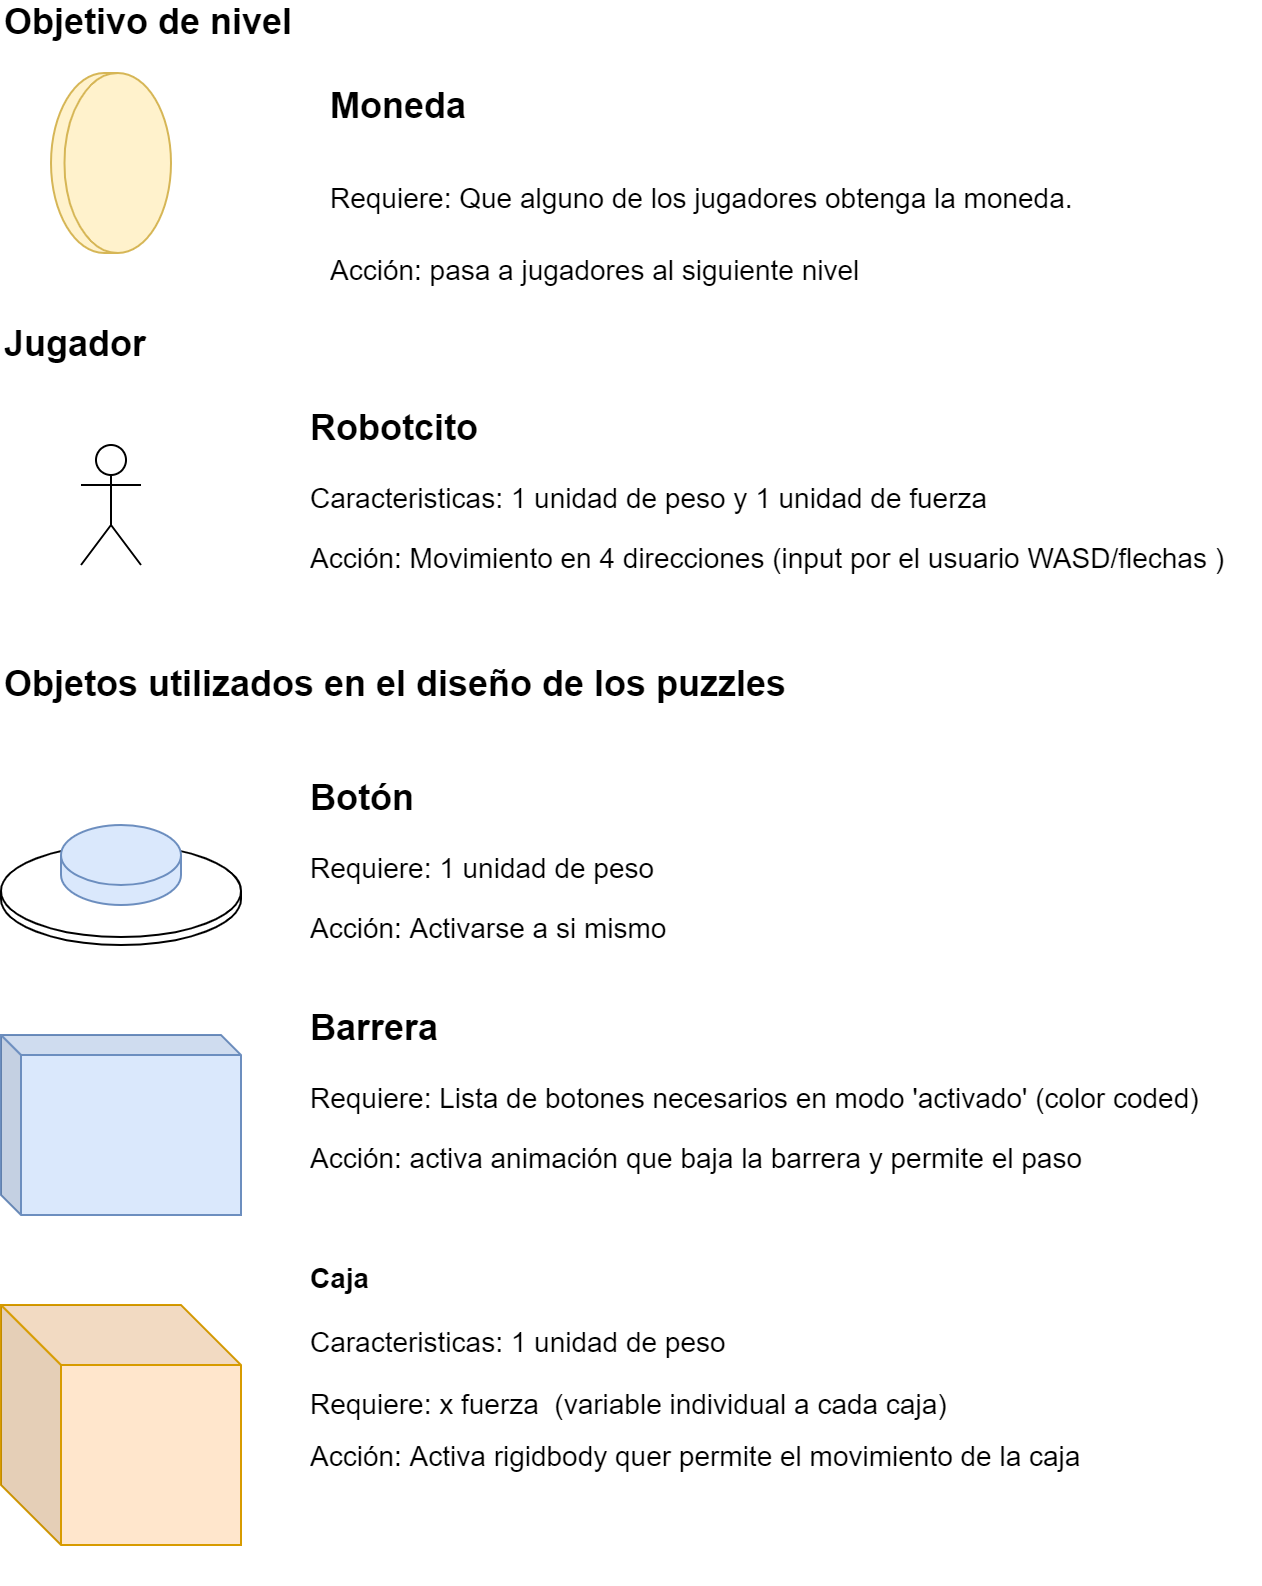 Objetivo de nivel
Moneda
Requiere: Que alguno de los jugadores obtenga la moneda.
Acción: pasa a jugadores al siguiente nivel
Jugador
Robotcito
Caracteristicas: 1 unidad de peso y 1 unidad de fuerza
Acción: Movimiento en 4 direcciones (input por el usuario WASD/flechas )
Objetos utilizados en el diseño de los puzzles
Botón
Requiere: 1 unidad de peso
Acción: Activarse a si mismo
Barrera
Requiere: Lista de botones necesarios en modo 'activado' (color coded)
Acción: activa animación que baja la barrera y permite el paso
Caja
Caracteristicas: 1 unidad de peso
Requiere: x fuerza  (variable individual a cada caja)
Acción: Activa rigidbody quer permite el movimiento de la caja